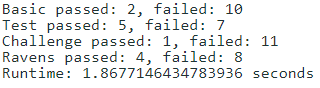 Basic passed: 2, failed: 10
Test passed: 5, failed: 7
Challenge passed: 1, failed: 11
Ravens passed: 4, failed: 8
Runtime: 1.8677146434783936 seconds